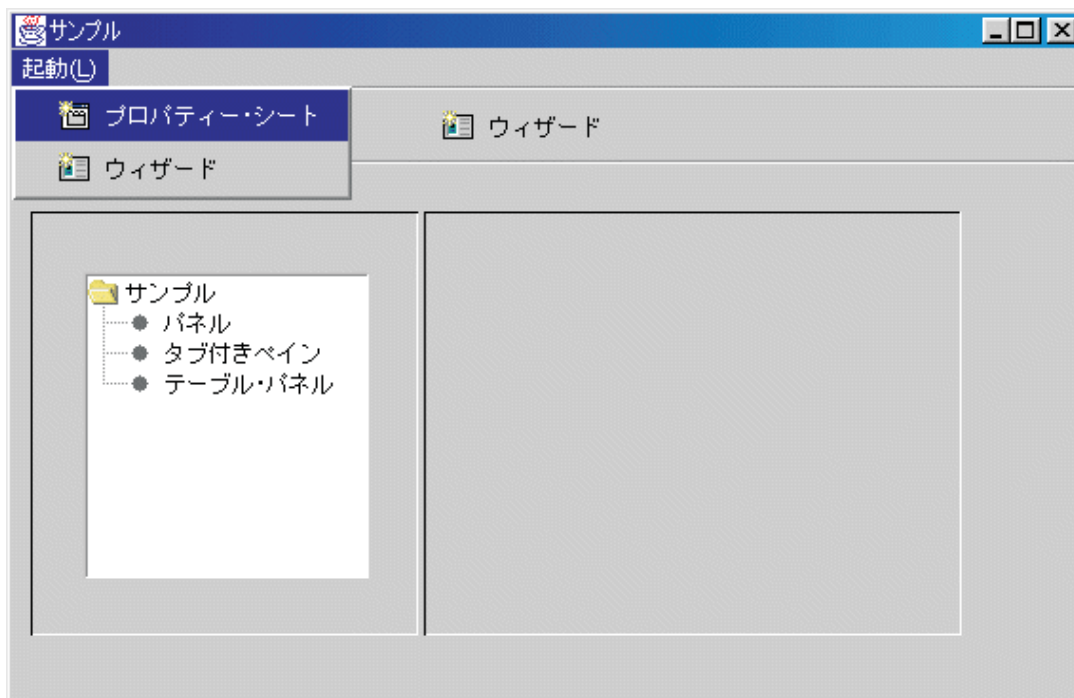 サンプル
起動(L)
プロパティー・シート
ウィザード
ウィザード
サンプル
パネル
タブ付きペイン
テーブル・パネル